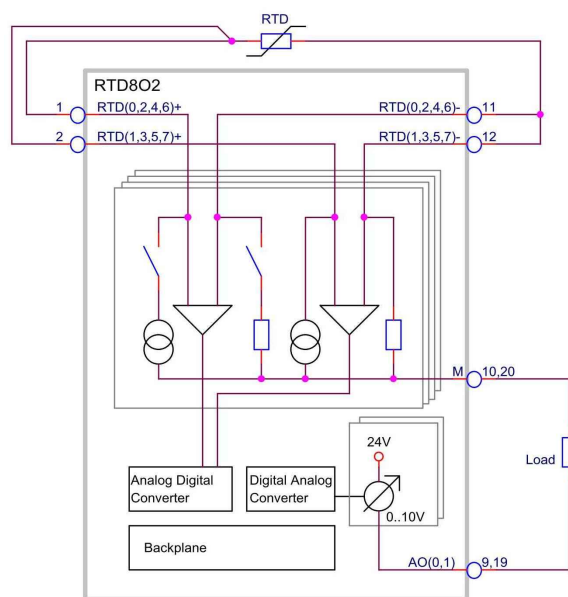 RTD
RTD8O2
1
RTD(0,2,4,6)+
RTD(0,2,4,6)-
11
2
RTD(1,3,5,7)+
RTD(1,3,5,7)-
12
M
10,20
24V
Load
Analog Digital
Converter
Digital Analog
Converter
0..10V
Backplane
AO(0,1)
9,19